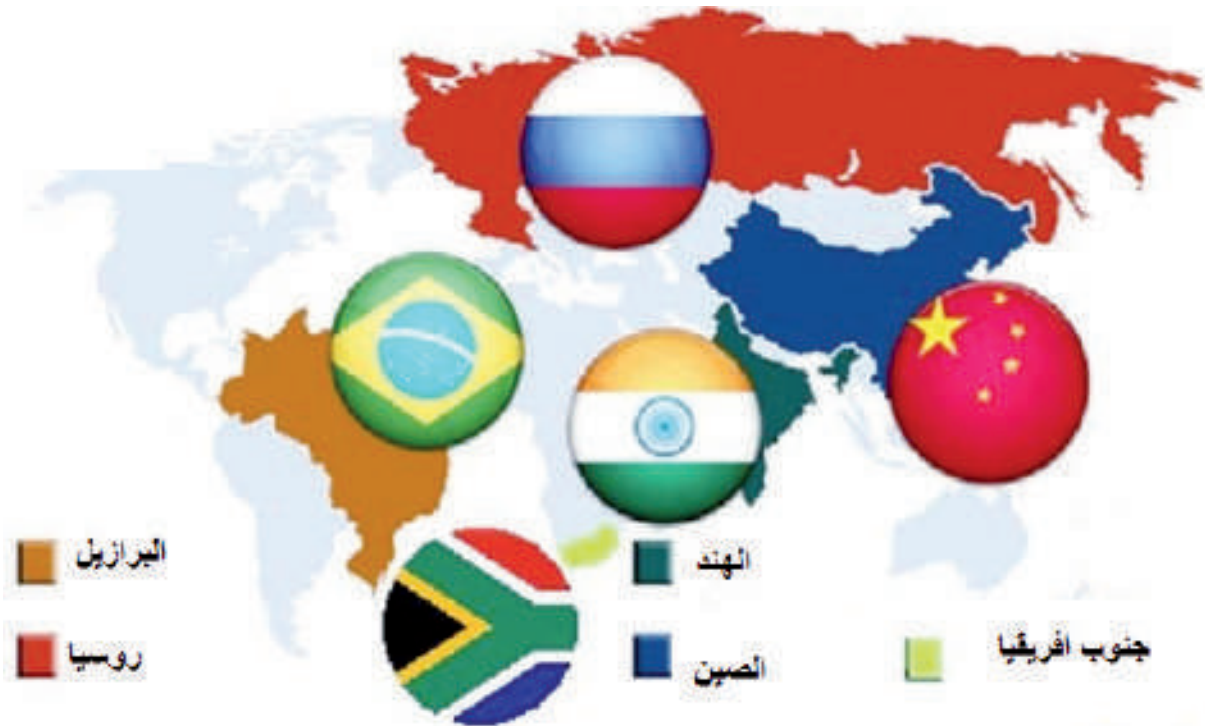 البرازيل
الهند
روسيا
الصين
جنوب افريقيا